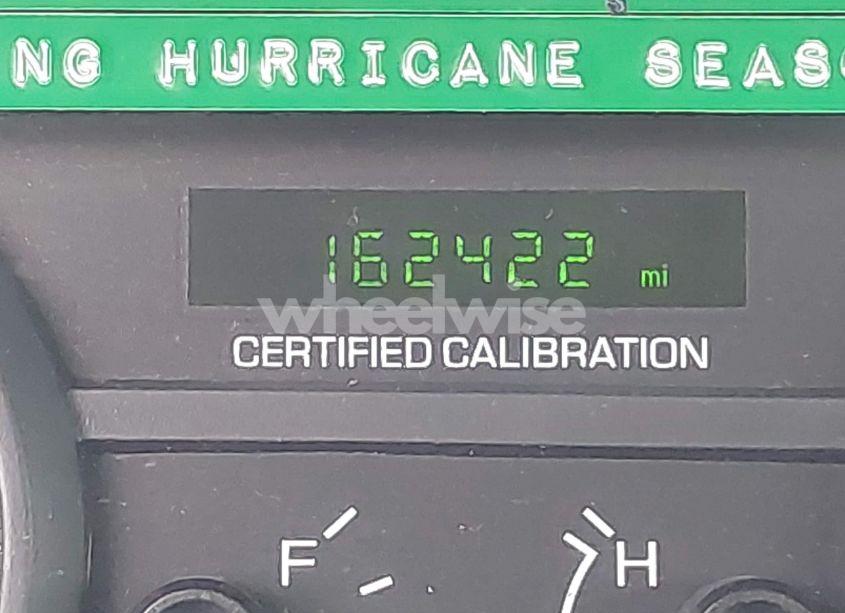 NG HURRICANE SEAS
162422 mi
wheelwise
CERTIFIED CALIBRATION
F H